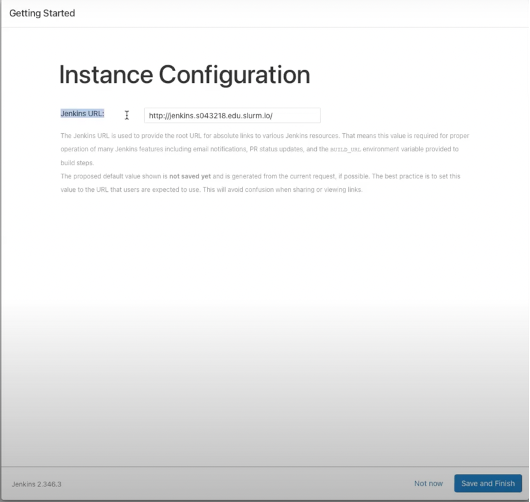 Getting Started
Instance Configuration
Jenkins URL: http://jenkins.s043218.edu.slurm.io/
The Jenkins URL is used to provide the root URL for absolute links to various Jenkins resources. That means this value is required for proper
operation of many Jenkins features including email notifications, PR status updates, and the BUILD_URL environment variable provided to
build steps.
The proposed default value shown is not saved yet and is generated from the current request, if possible. The best practice is to set this
value to the URL that users are expected to use. This will avoid confusion when sharing or viewing links.
Jenkins 2.346.3 Not now Save and Finish